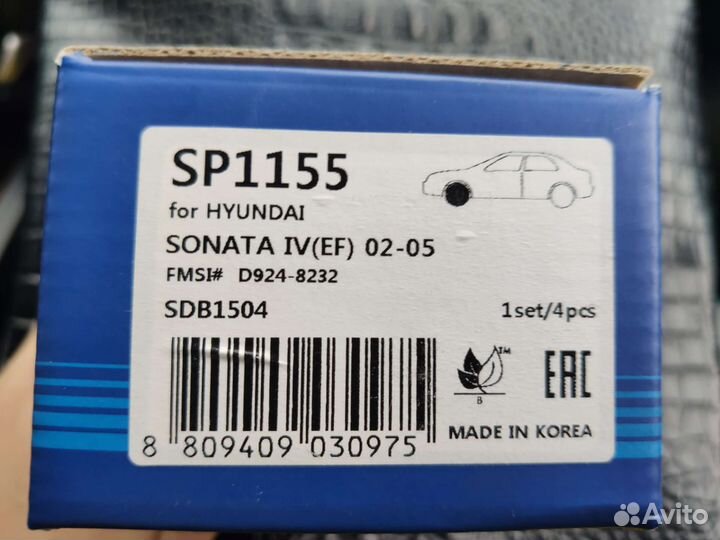 SP1155
for HYUNDAI
SONATA IV(EF) 02-05
FMSI# D924-8232
SDB1504
1set/4pcs
TM
B
EAC
8 809409 030975
MADE IN KOREA
Avito